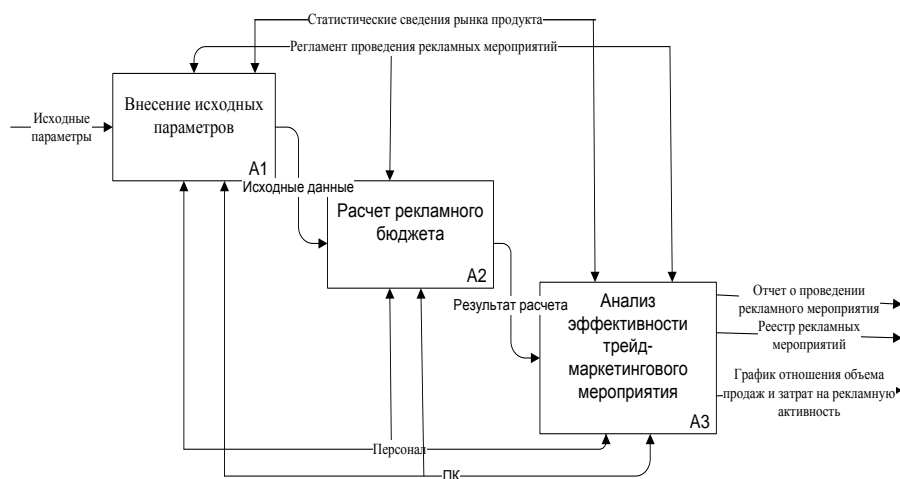 Статистические сведения рынка продукта
Регламент проведения рекламных мероприятий
Исходные
параметры
Внесение исходных
параметров
A1
Исходные данные
Расчет рекламного
бюджета
A2
Результат расчета
Анализ
эффективности
трейд-
маркетингового
мероприятия
A3
Отчет о проведении
рекламного мероприятия
Реестр рекламных
мероприятий
График отношения объема
продаж и затрат на рекламную
активность
Персонал
ПК